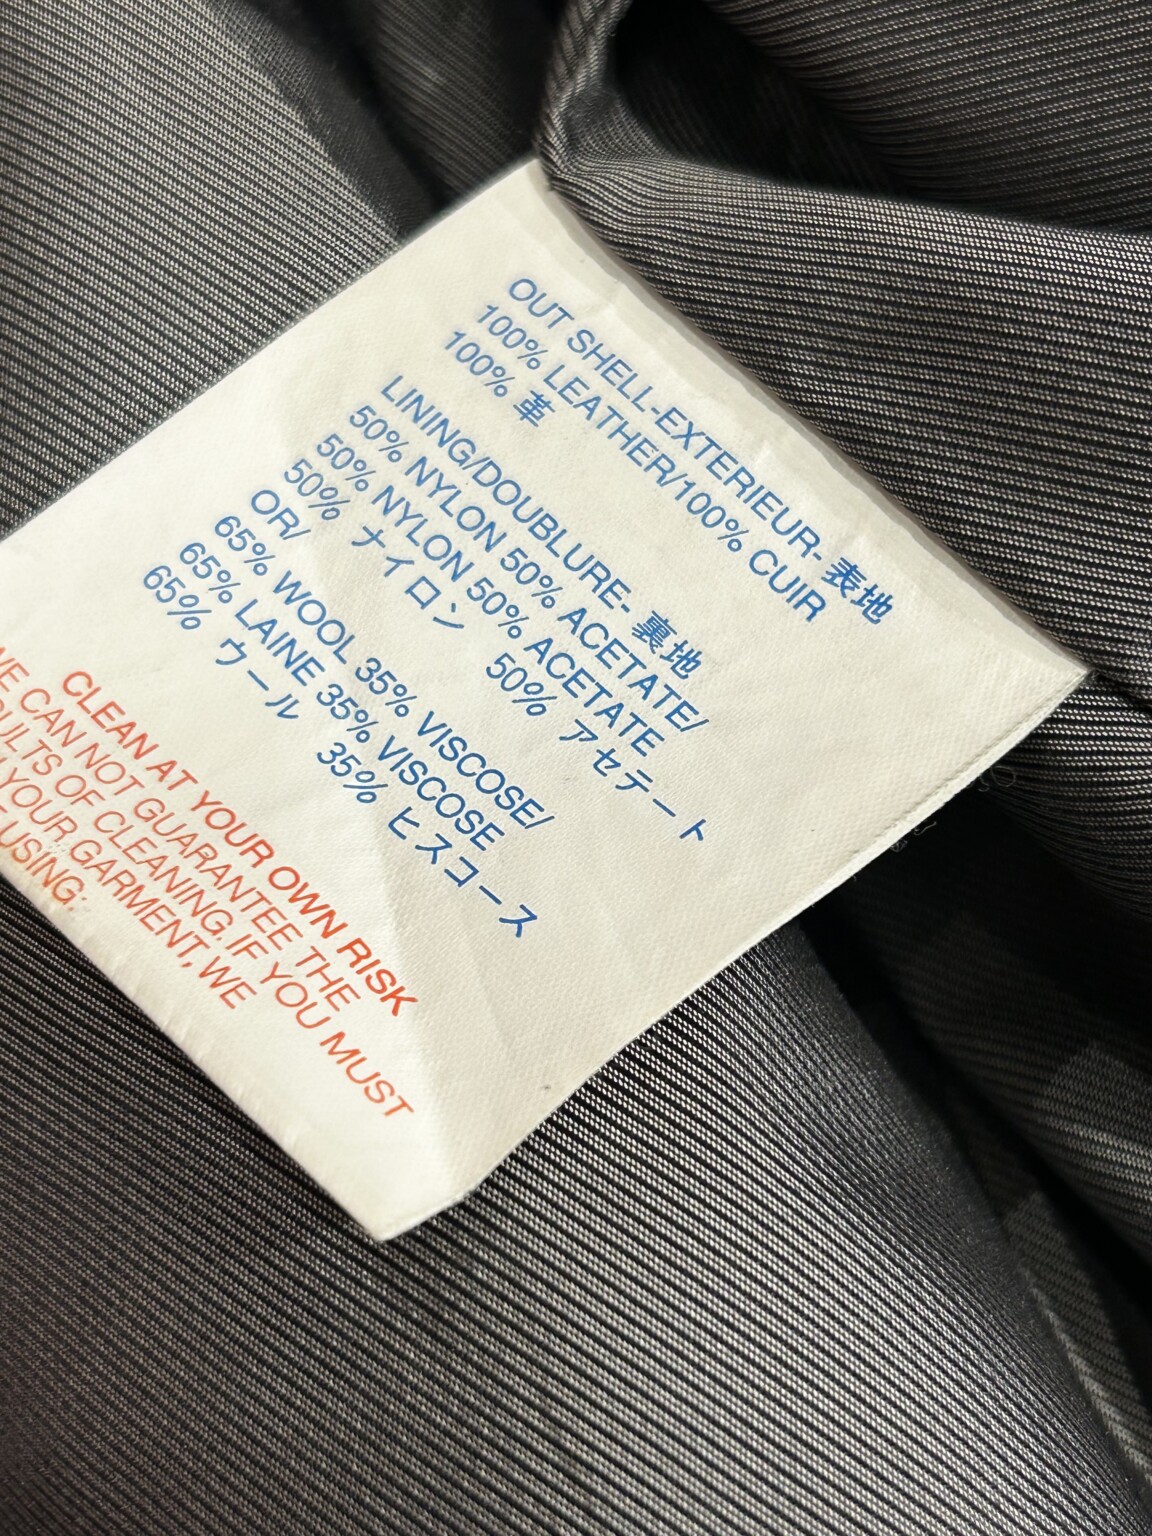 OUT SHELL-EXTERIEUR- 表地
100% LEATHER/100% CUIR
100% 革
LINING/DOUBLURE- 裏地
50% NYLON 50% ACETATE/
50% NYLON 50% ACETATE
50% ナイロン 50% アセテート
OR/
65% WOOL 35% VISCOSE/
65% LAINE 35% VISCOSE
65% ウール 35% ヒスコース
CLEAN AT YOUR OWN RISK
WE CAN NOT GUARANTEE THE
OF CLEANING. IF YOU MUST
YOUR GARMENT, WE
USING: